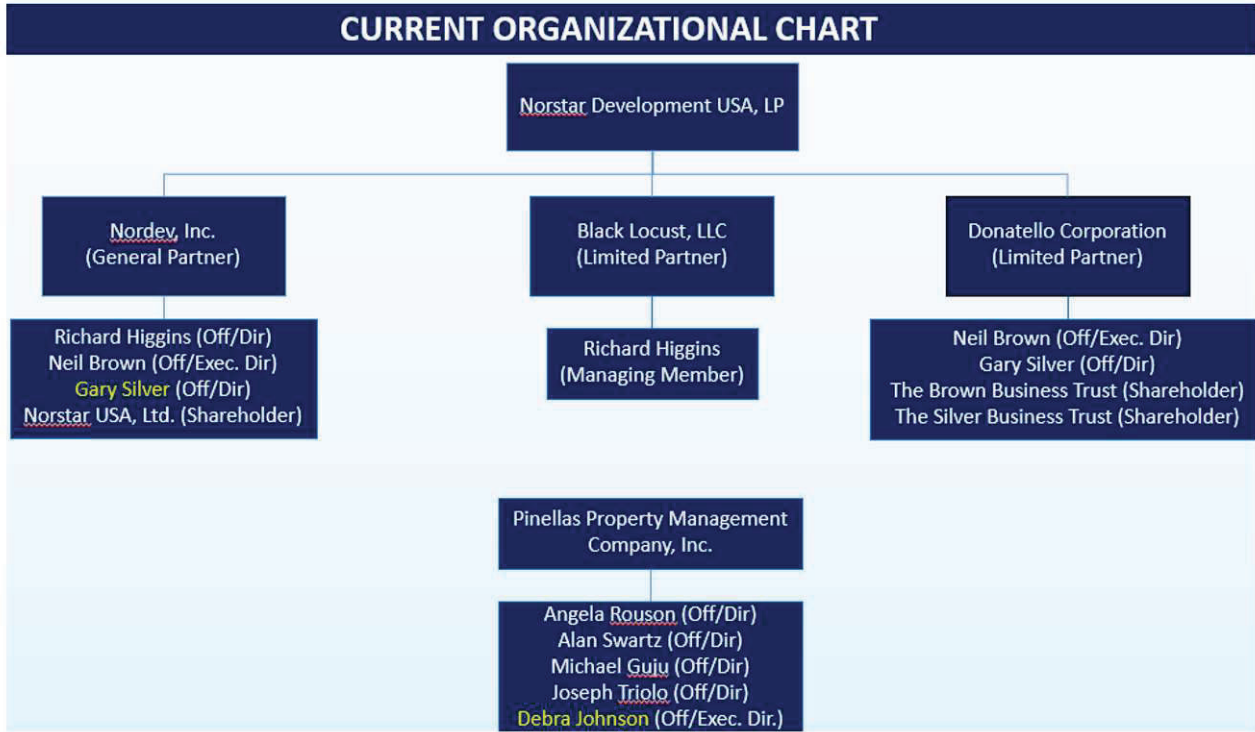 CURRENT ORGANIZATIONAL CHART
Norstar Development USA, LP
Nordev, Inc.
(General Partner)
Black Locust, LLC
(Limited Partner)
Donatello Corporation
(Limited Partner)
Richard Higgins (Off/Dir)
Neil Brown (Off/Exec. Dir)
Gary Silver (Off/Dir)
Norstar USA, Ltd. (Shareholder)
Richard Higgins
(Managing Member)
Neil Brown (Off/Exec. Dir)
Gary Silver (Off/Dir)
The Brown Business Trust (Shareholder)
The Silver Business Trust (Shareholder)
Pinellas Property Management
Company, Inc.
Angela Rouson (Off/Dir)
Alan Swartz (Off/Dir)
Michael Guju (Off/Dir)
Joseph Triolo (Off/Dir)
Debra Johnson (Off/Exec. Dir.)